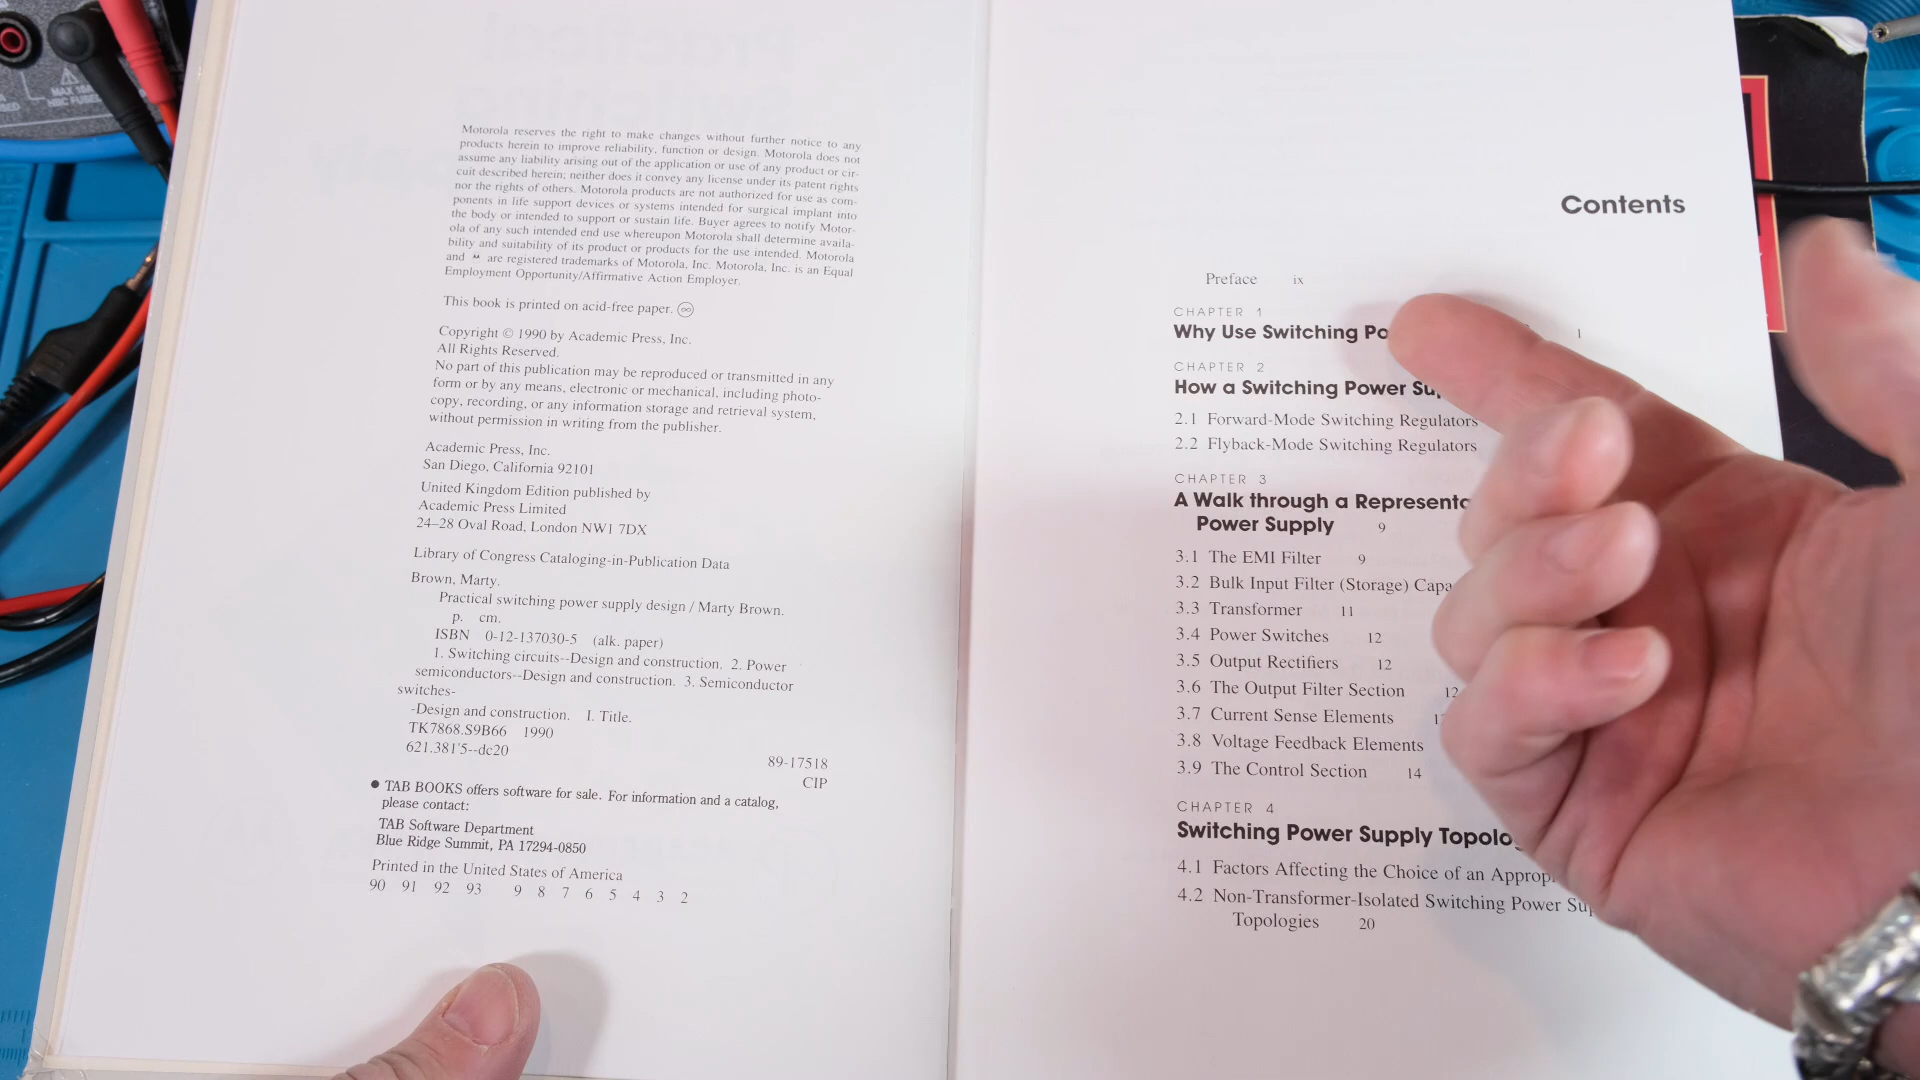 Motorola reserves the right to make changes without further notice to any
products herein to improve reliability, function or design. Motorola does not
assume any liability arising out of the application or use of any product or cir-
cuit described herein; neither does it convey any license under its patent rights
nor the rights of others. Motorola products are not authorized for use as com-
ponents in life support devices or systems intended for surgical implant into
the body or intended to support or sustain life. Buyer agrees to notify Motor-
ola of any such intended end use whereupon Motorola shall determine availa-
bility and suitability of its product or products for the use intended. Motorola
and are registered trademarks of Motorola, Inc. Motorola, Inc. is an Equal
Employment Opportunity/Affirmative Action Employer.
This book is printed on acid-free paper.
Copyright © 1990 by Academic Press, Inc.
All Rights Reserved.
No part of this publication may be reproduced or transmitted in any
form or by any means, electronic or mechanical, including photo-
copy, recording, or any information storage and retrieval system,
without permission in writing from the publisher.
Academic Press, Inc.
San Diego, California 92101
United Kingdom Edition published by
Academic Press Limited
24–28 Oval Road, London NW1 7DX
Library of Congress Cataloging-in-Publication Data
Brown, Marty.
Practical switching power supply design / Marty Brown.
p. cm.
ISBN 0-12-137030-5 (alk. paper)
1. Switching circuits--Design and construction. 2. Power
semiconductors--Design and construction. 3. Semiconductor
switches-
-Design and construction. I. Title.
TK7868.S9B66 1990
621.381'5--dc20
89-17518
CIP
● TAB BOOKS offers software for sale. For information and a catalog,
please contact:
TAB Software Department
Blue Ridge Summit, PA 17294-0850
Printed in the United States of America
90 91 92 93 9 8 7 6 5 4 3 2
Contents
Preface ix
CHAPTER 1
Why Use Switching 1
CHAPTER 2
How a Switching Power
2.1 Forward-Mode Switching Regulators
2.2 Flyback-Mode Switching Regulators
CHAPTER 3
A Walk through a
Power Supply 9
3.1 The EMI Filter 9
3.2 Bulk Input Filter (Storage)
3.3 Transformer 11
3.4 Power Switches 12
3.5 Output Rectifiers 12
3.6 The Output Filter Section 12
3.7 Current Sense Elements
3.8 Voltage Feedback Elements
3.9 The Control Section 14
CHAPTER 4
Switching Power Supply
4.1 Factors Affecting the Choice of an
4.2 Non-Transformer-Isolated Switching Power
Topologies 20